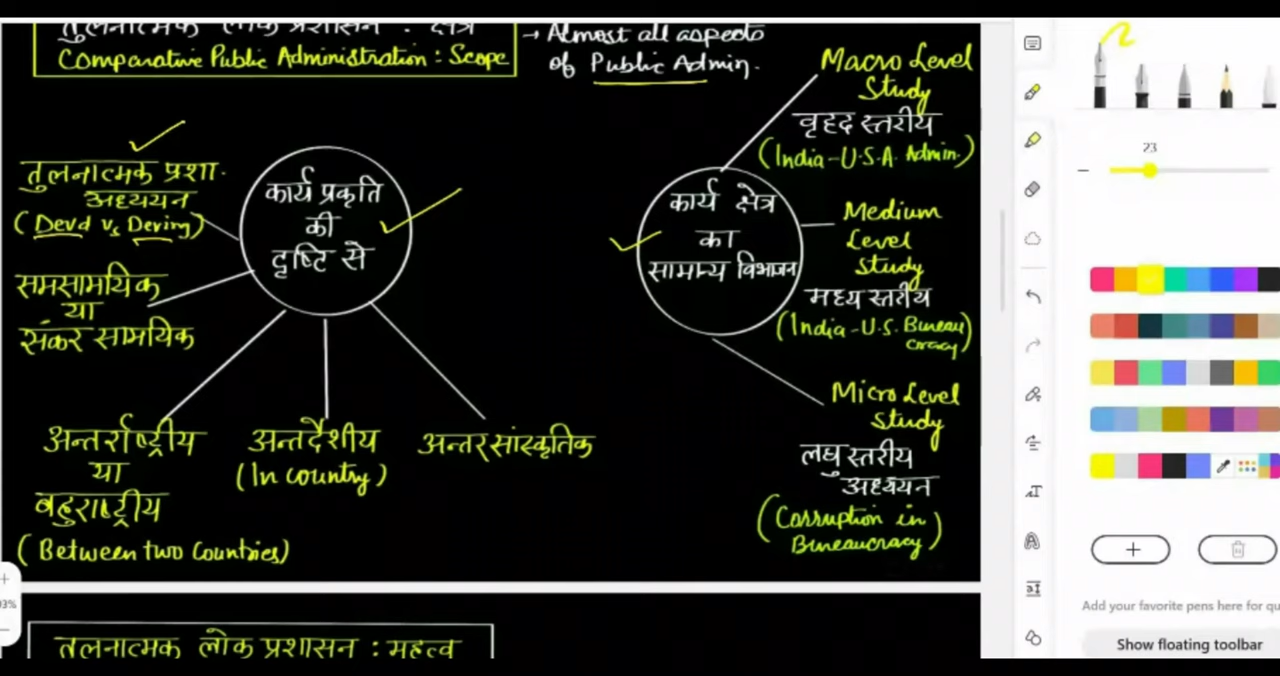 तुलनात्मक लोक प्रशासन : क्षेत्र
Comparative Public Administration : Scope
→ Almost all aspects
of Public Admin.
तुलनात्मक प्रशा.
अध्ययन
(Devd vs Deving)
समसामयिक
या
संकर सामयिक
कार्य प्रकृति
की
दृष्टि से
अन्तर्राष्ट्रीय
या
बहुराष्ट्रीय
(Between two Countries)
अन्तर्देशीय
(In country)
अन्तर् सांस्कृतिक
कार्य क्षेत्र
का
सामान्य विभाजन
Macro Level
Study
वृहद स्तरीय
(India-U.S.A. Admin.)
Medium
Level
Study
मध्य स्तरीय
(India-U.S. Bureau
cracy)
Micro Level
Study
लघु स्तरीय
अध्ययन
(Corruption in
Bureaucracy)
तुलनात्मक लोक प्रशासन : महत्व
23
93%
Add your favorite pens here for qu
Show floating toolbar